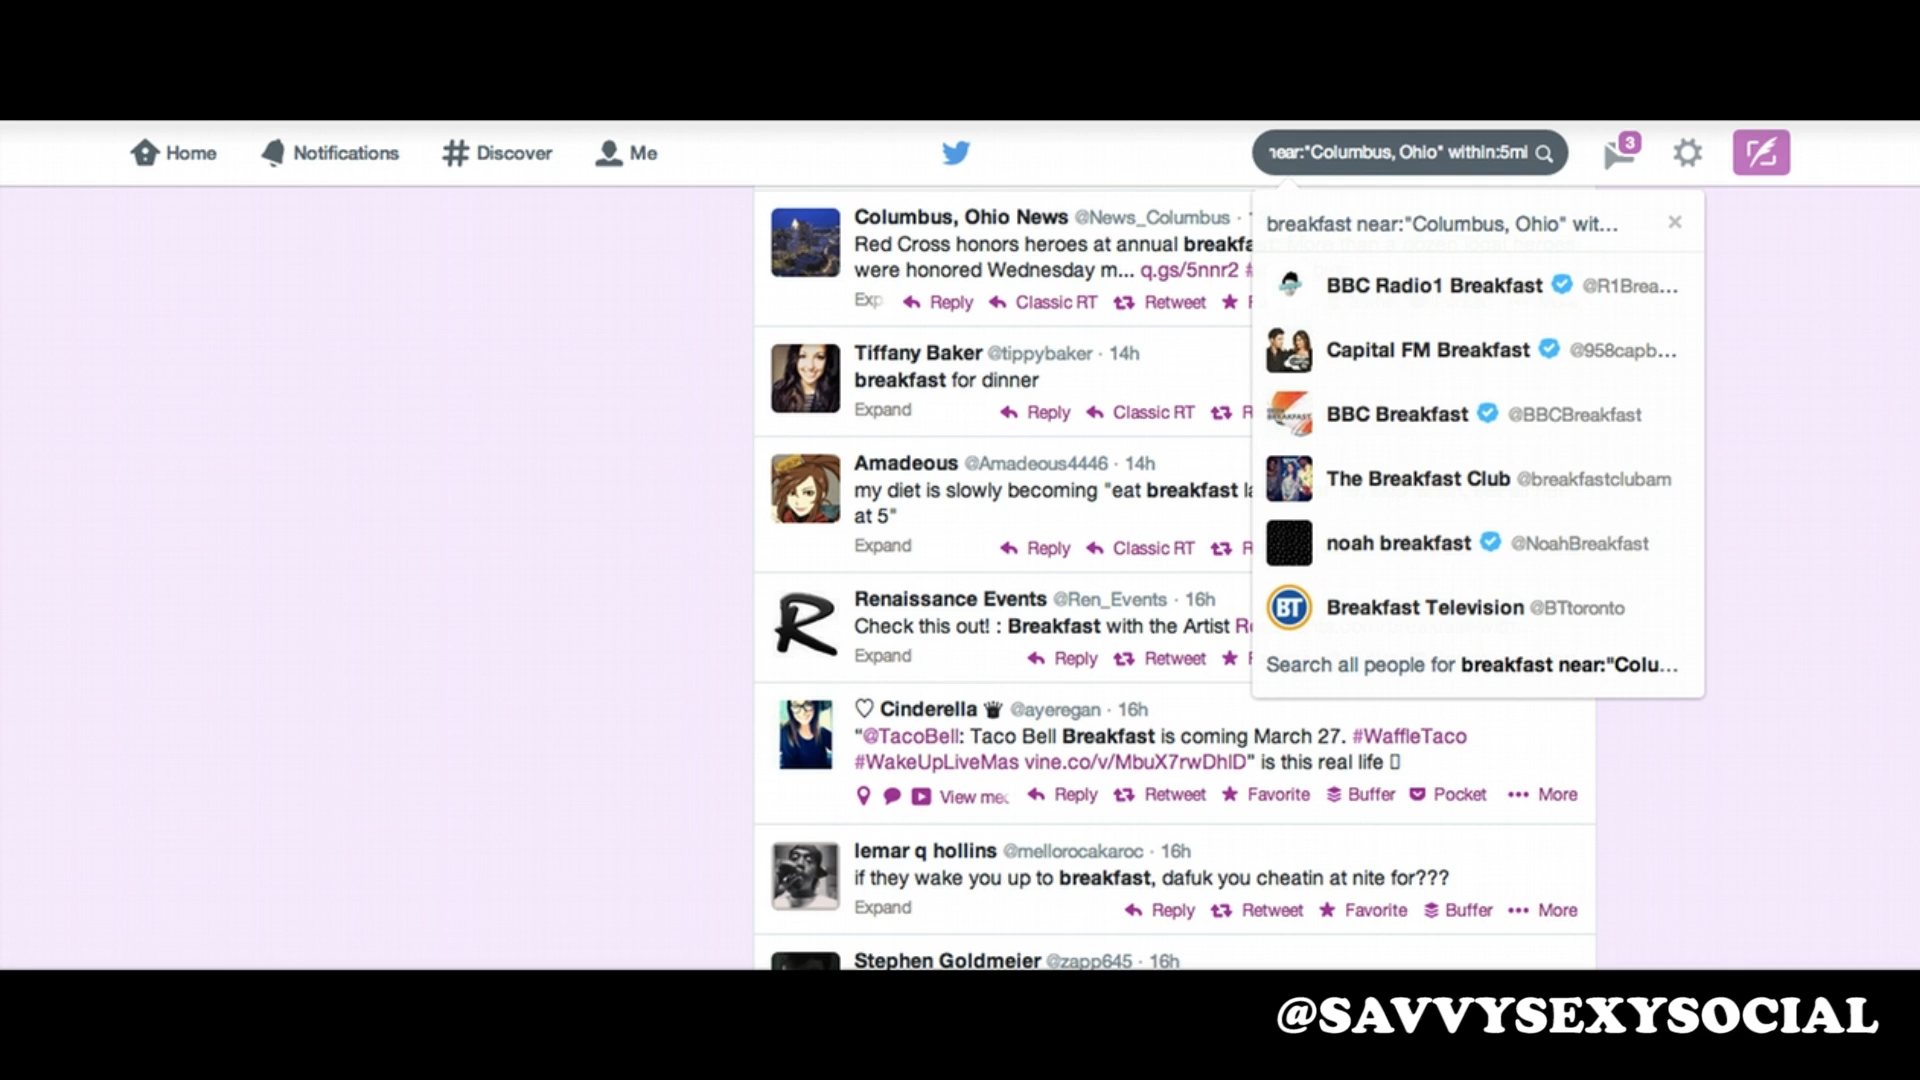 Home
Notifications
Discover
Me
near:"Columbus, Ohio" within:5mi
3
Columbus, Ohio News @News_Columbus ·
Red Cross honors heroes at annual
were honored Wednesday m... q.gs/5nnr2 #
Reply Classic RT Retweet
Tiffany Baker @tippybaker · 14h
breakfast for dinner
Expand
Reply Classic RT
Amadeous @Amadeous4446 · 14h
my diet is slowly becoming "eat breakfast
at 5"
Expand
Reply Classic RT
Renaissance Events @Ren_Events · 16h
Check this out! : Breakfast with the Artist
Expand
Reply Retweet
♡ Cinderella @ayeregan · 16h
"@TacoBell: Taco Bell Breakfast is coming March 27. #WaffleTaco
#WakeUpLiveMas vine.co/v/MbuX7rwDhlD" is this real life
View Reply Retweet Favorite Buffer Pocket ••• More
lemar q hollins @mellorocakaroc · 16h
if they wake you up to breakfast, dafuk you cheatin at nite for???
Expand
Reply Retweet Favorite Buffer ••• More
Stephen Goldmeier @zapp645 · 16h
breakfast near:"Columbus, Ohio" wit... ×
BBC Radio1 Breakfast @R1Brea...
Capital FM Breakfast @958capb...
BBC Breakfast @BBCBreakfast
The Breakfast Club @breakfastclubam
noah breakfast @NoahBreakfast
BT
Breakfast Television @BTtoronto
Search all people for breakfast near:"Colu...
@SAVVYSEXYSOCIAL